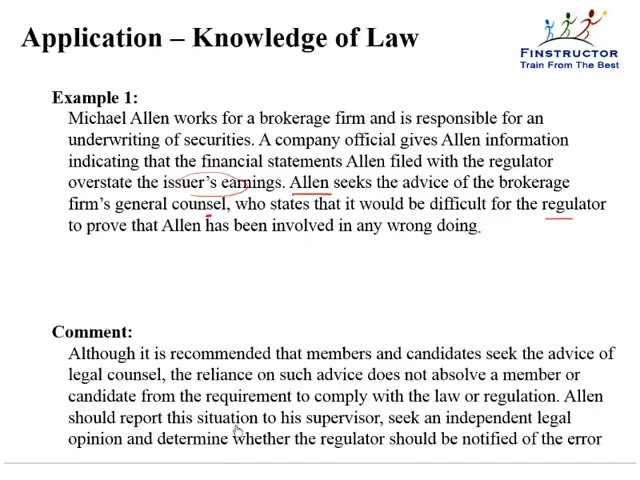 Application – Knowledge of Law
FINSTRUCTOR
Train From The Best
Example 1:
Michael Allen works for a brokerage firm and is responsible for an
underwriting of securities. A company official gives Allen information
indicating that the financial statements Allen filed with the regulator
overstate the issuer's earnings. Allen seeks the advice of the brokerage
firm's general counsel, who states that it would be difficult for the regulator
to prove that Allen has been involved in any wrong doing.
Comment:
Although it is recommended that members and candidates seek the advice of
legal counsel, the reliance on such advice does not absolve a member or
candidate from the requirement to comply with the law or regulation. Allen
should report this situation to his supervisor, seek an independent legal
opinion and determine whether the regulator should be notified of the error